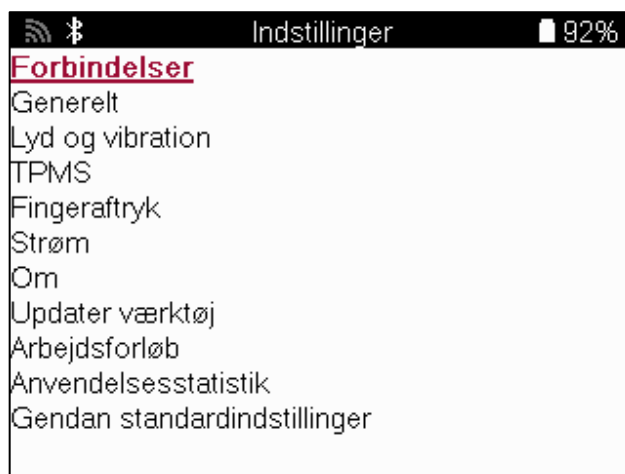 Indstillinger 92%
Forbindelser
Generelt
Lyd og vibration
TPMS
Fingeraftryk
Strøm
Om
Updater værktøj
Arbejdsforløb
Anvendelsesstatistik
Gendan standardindstillinger